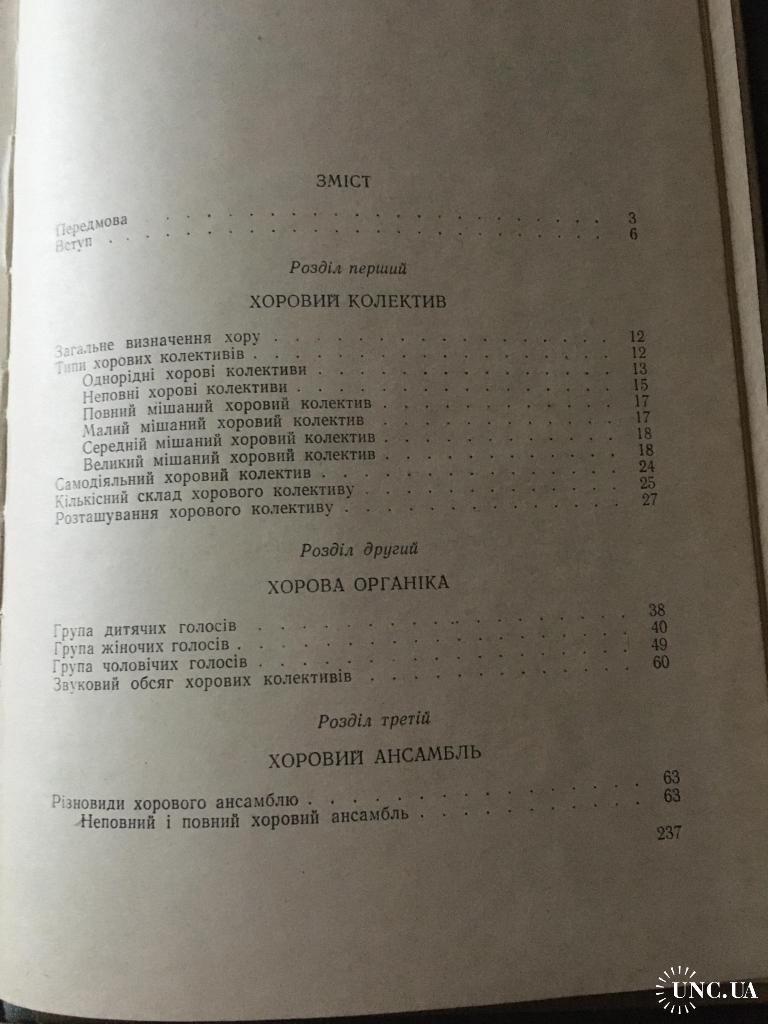 ЗМІСТ
Передмова . . . . . . . . . . . . . . . . . . 3
Вступ . . . . . . . . . . . . . . . . . . . . 6
Розділ перший
ХОРОВИЙ КОЛЕКТИВ
Загальне визначення хору . . . . . . . . . . . . 12
Типи хорових колективів . . . . . . . . . . . . 12
Однорідні хорові колективи . . . . . . . . . . 13
Неповні хорові колективи . . . . . . . . . . . 15
Повний мішаний хоровий колектив . . . . . . . . 17
Малий мішаний хоровий колектив . . . . . . . . 17
Середній мішаний хоровий колектив . . . . . . . 18
Великий мішаний хоровий колектив . . . . . . . 18
Самодіяльний хоровий колектив . . . . . . . . . 24
Кількісний склад хорового колективу . . . . . . . 25
Розташування хорового колективу . . . . . . . . 27
Розділ другий
ХОРОВА ОРГАНІКА
Група дитячих голосів . . . . . . . . . . . . 38
Група жіночих голосів . . . . . . . . . . . . 40
Група чоловічих голосів . . . . . . . . . . . 49
Звуковий обсяг хорових колективів . . . . . . . 60
Розділ третій
ХОРОВИЙ АНСАМБЛЬ
Різновиди хорового ансамблю . . . . . . . . . . 63
Неповний і повний хоровий ансамбль . . . . . . . 63
237
UNC.UA